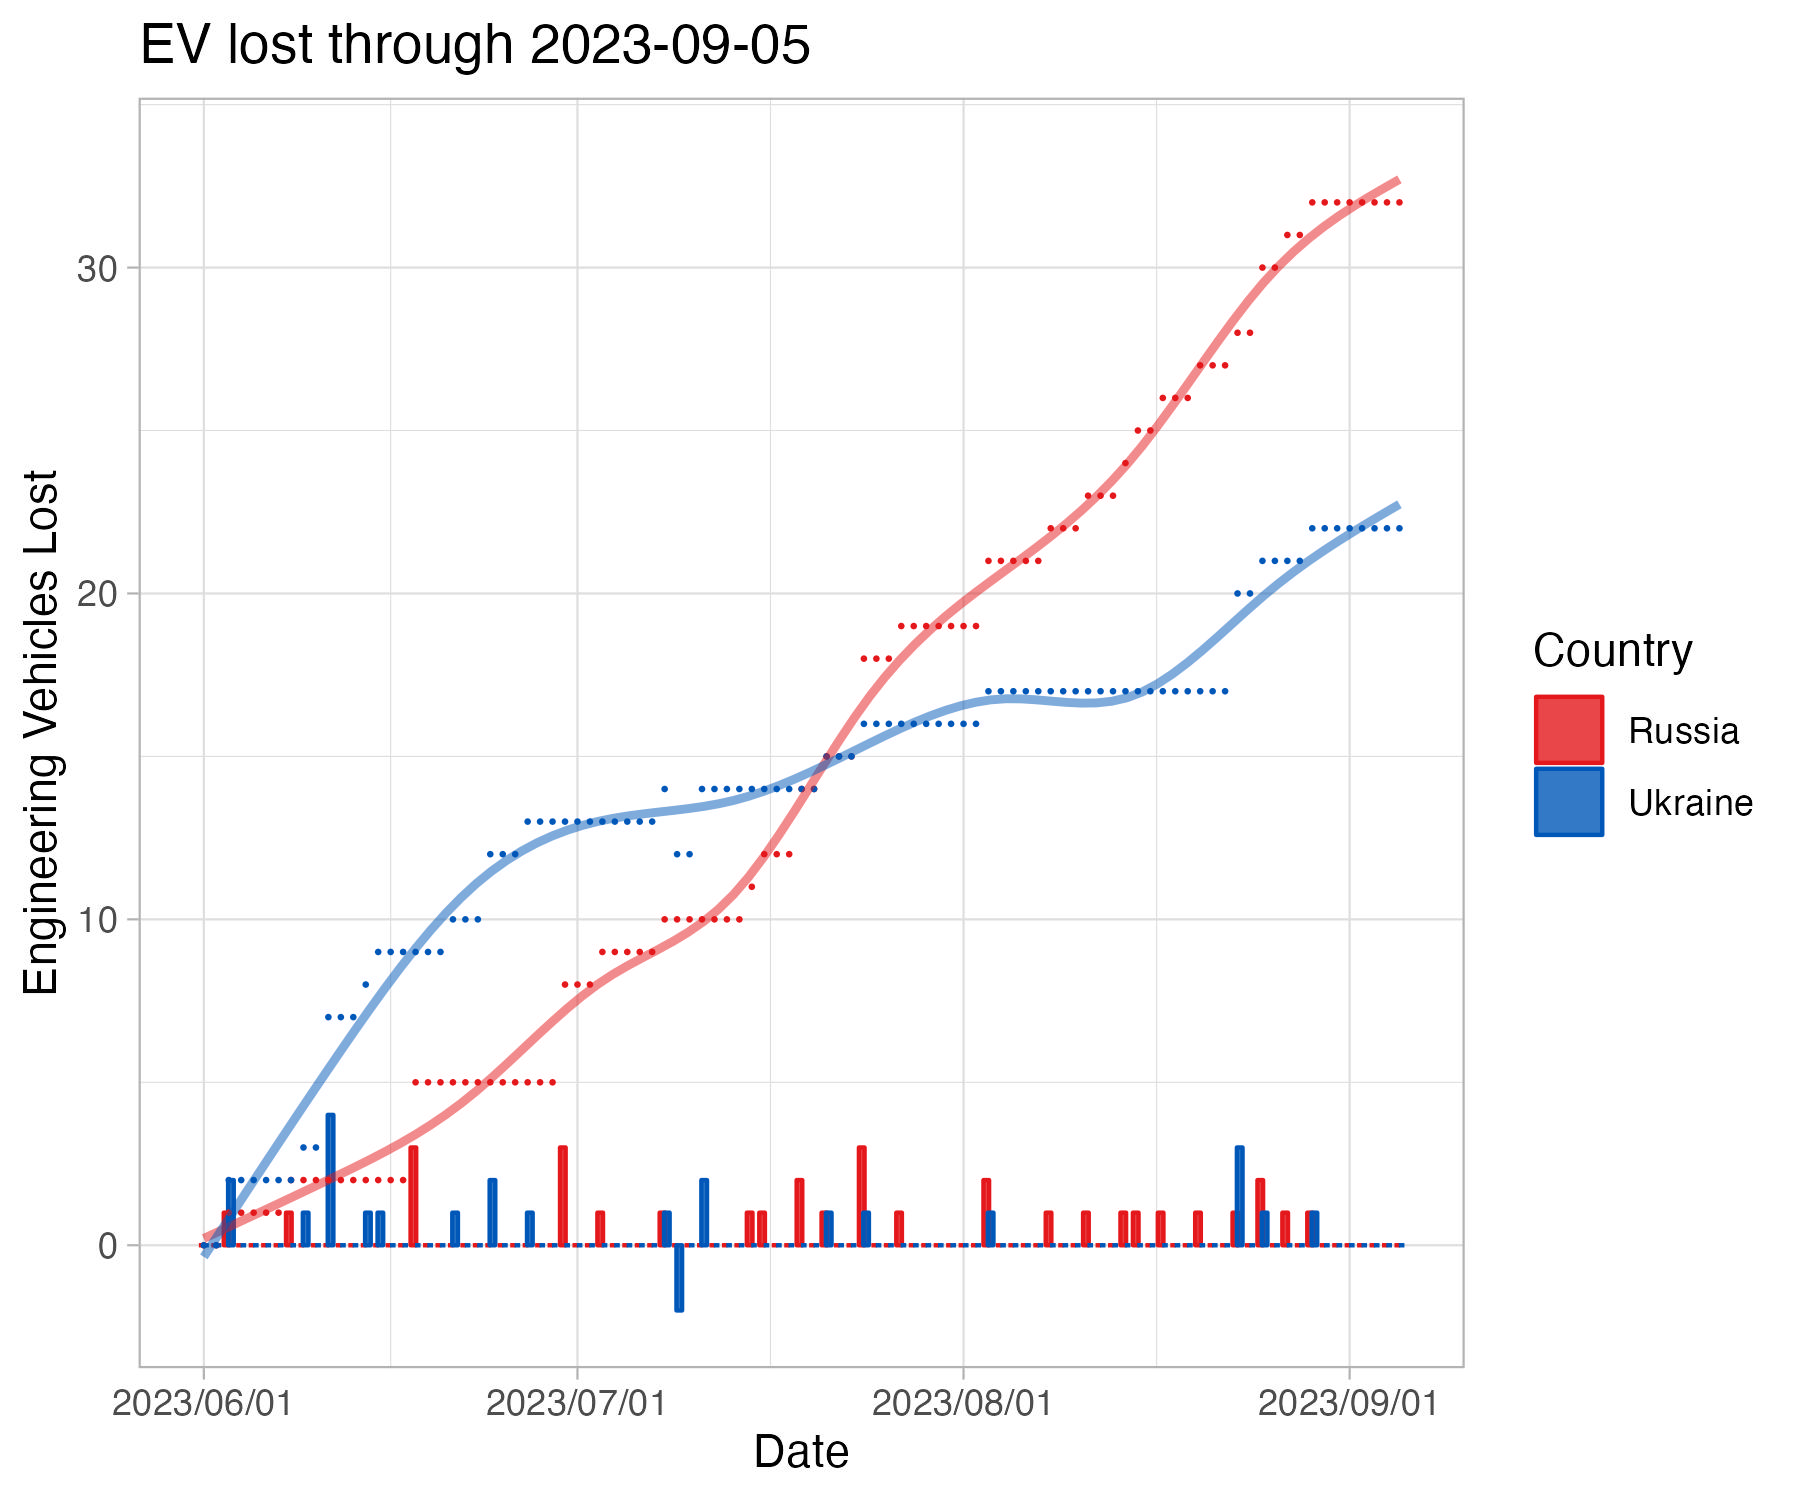 EV lost through 2023-09-05
Engineering Vehicles Lost
30
20
10
0
2023/06/01
2023/07/01
2023/08/01
2023/09/01
Date
Country
Russia
Ukraine